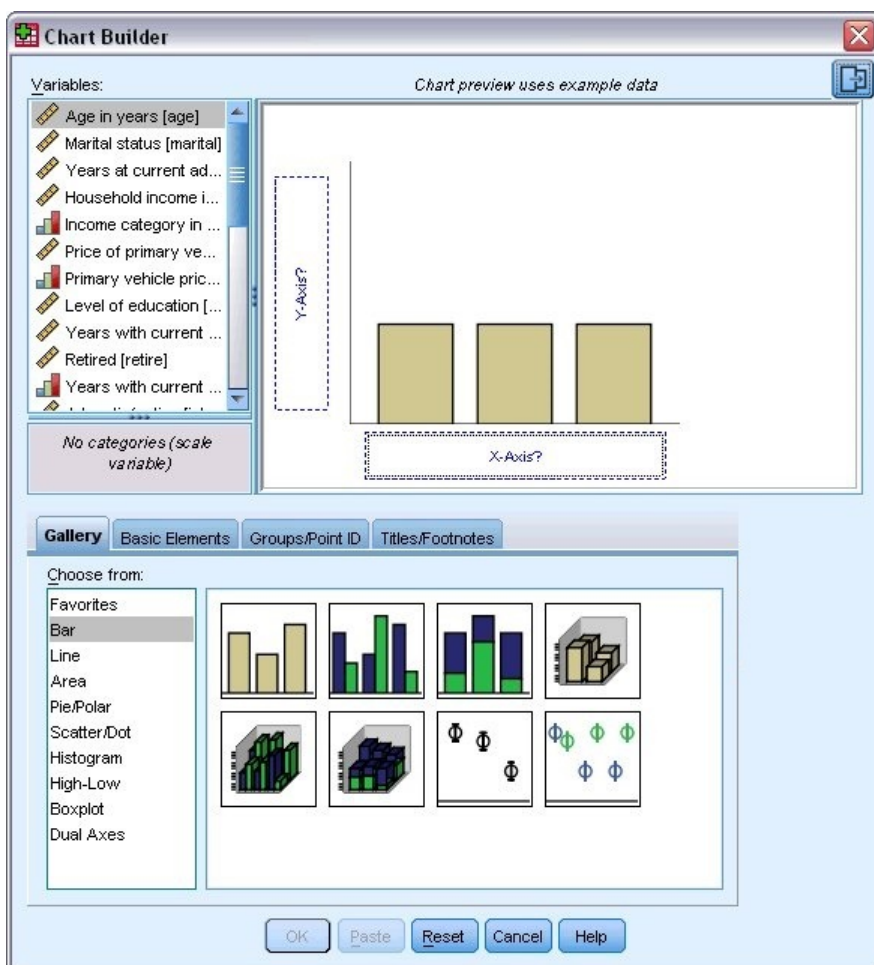 Chart Builder
Variables:
Chart preview uses example data
Age in years [age]
Marital status [marital]
Years at current ad...
Household income i...
Income category in ...
Price of primary ve...
Primary vehicle pric...
Level of education [...
Years with current ...
Retired [retire]
Years with current ...
No categories (scale
variable)
Y-Axis?
X-Axis?
Gallery
Basic Elements
Groups/Point ID
Titles/Footnotes
Choose from:
Favorites
Bar
Line
Area
Pie/Polar
Scatter/Dot
Histogram
High-Low
Boxplot
Dual Axes
OK
Paste
Reset
Cancel
Help